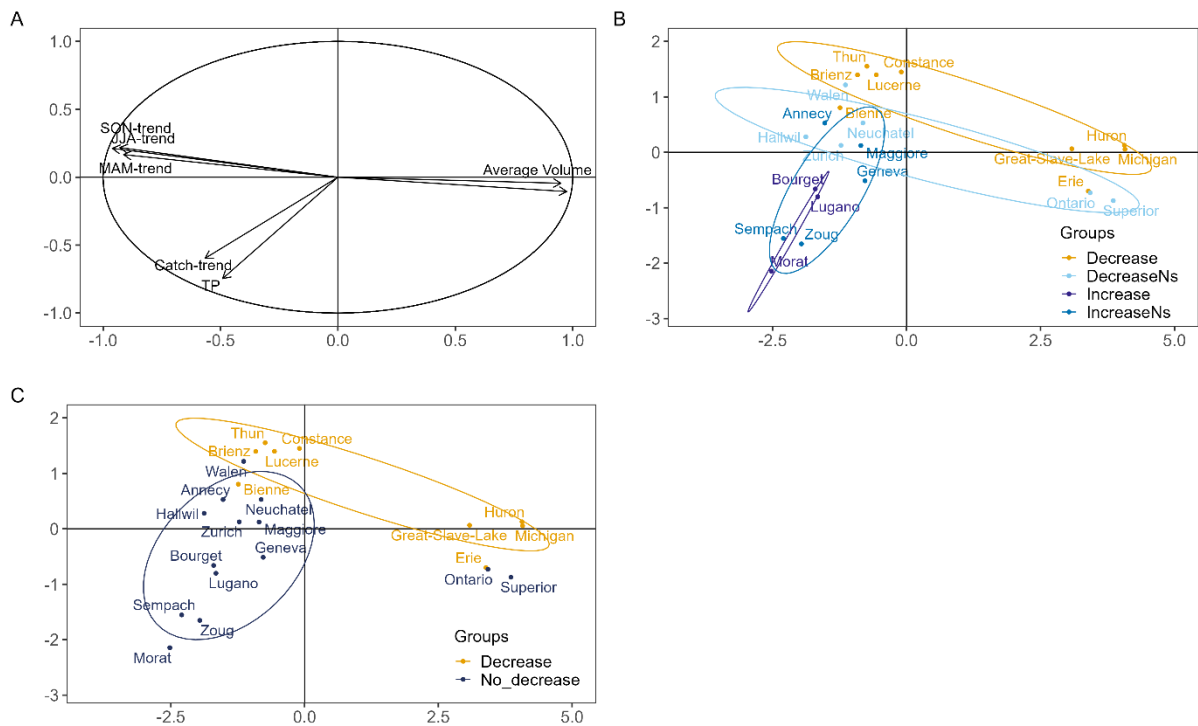 A
1.0
0.5
0.0
-0.5
-1.0
SON-trend
JJA-trend
MAM-trend
Average Volume
Catch-trend
TP
-1.0 -0.5 0.0 0.5 1.0
B
2
1
0
-1
-2
-3
Thun
Constance
Brienz
Lucerne
Walen
Annecy
Bienne
Hallwil
Neuchatel
Zurich
Maggiore
Geneva
Huron
Great-Slave-Lake
Michigan
Bourget
Lugano
Erie
Ontario
Superior
Sempach
Zoug
Morat
Groups
Decrease
DecreaseNs
Increase
IncreaseNs
-2.5 0.0 2.5 5.0
C
2
1
0
-1
-2
-3
Thun
Constance
Brienz
Lucerne
Walen
Annecy
Bienne
Hallwil
Neuchatel
Zurich
Maggiore
Geneva
Huron
Great-Slave-Lake
Michigan
Bourget
Lugano
Erie
Ontario
Superior
Sempach
Zoug
Morat
Groups
Decrease
No_decrease
-2.5 0.0 2.5 5.0